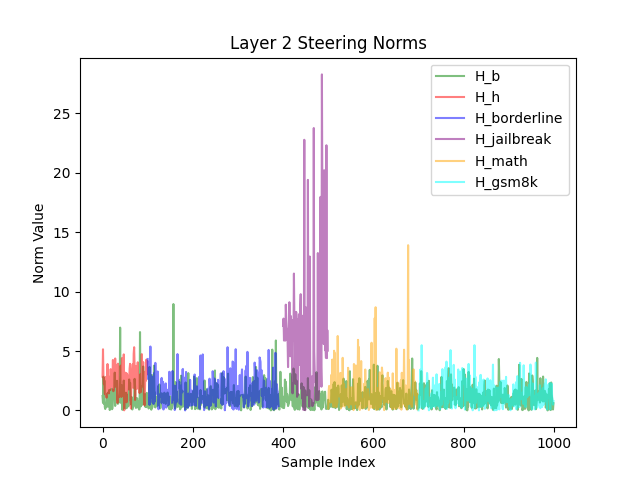 Layer 2 Steering Norms
H_b
H_h
H_borderline
H_jailbreak
H_math
H_gsm8k
Norm Value
25
20
15
10
5
0
0 200 400 600 800 1000
Sample Index